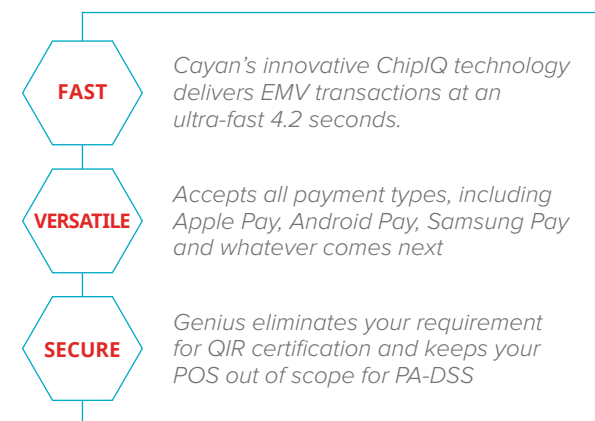 FAST
Cayan’s innovative ChipIQ technology
delivers EMV transactions at an
ultra-fast 4.2 seconds.
VERSATILE
Accepts all payment types, including
Apple Pay, Android Pay, Samsung Pay
and whatever comes next
SECURE
Genius eliminates your requirement
for QIR certification and keeps your
POS out of scope for PA-DSS